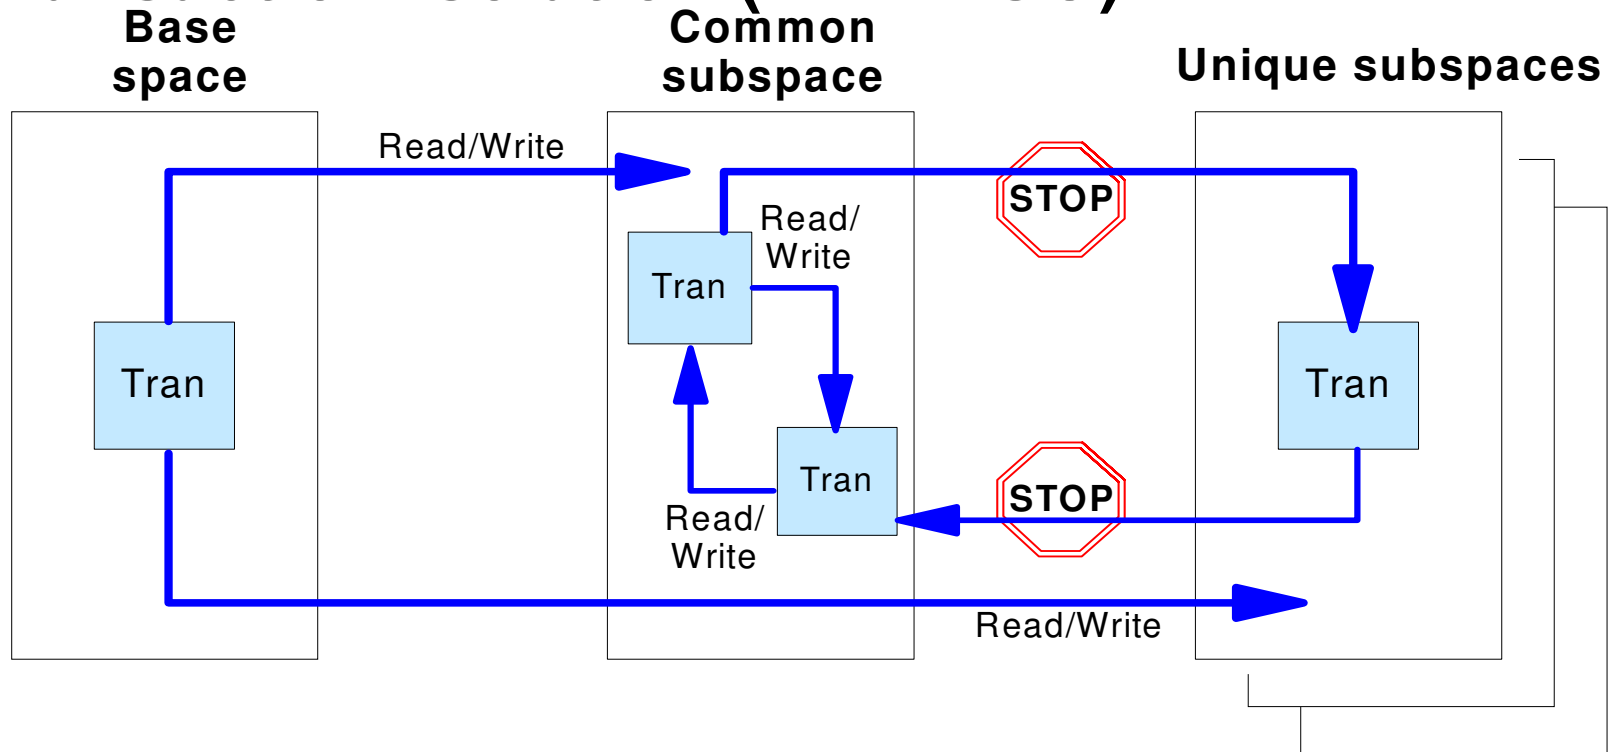 Base
space
Common
subspace
Unique subspaces
Read/Write
STOP
Read/
Write
Tran
Tran
Tran
Tran
STOP
Read/
Write
Read/Write